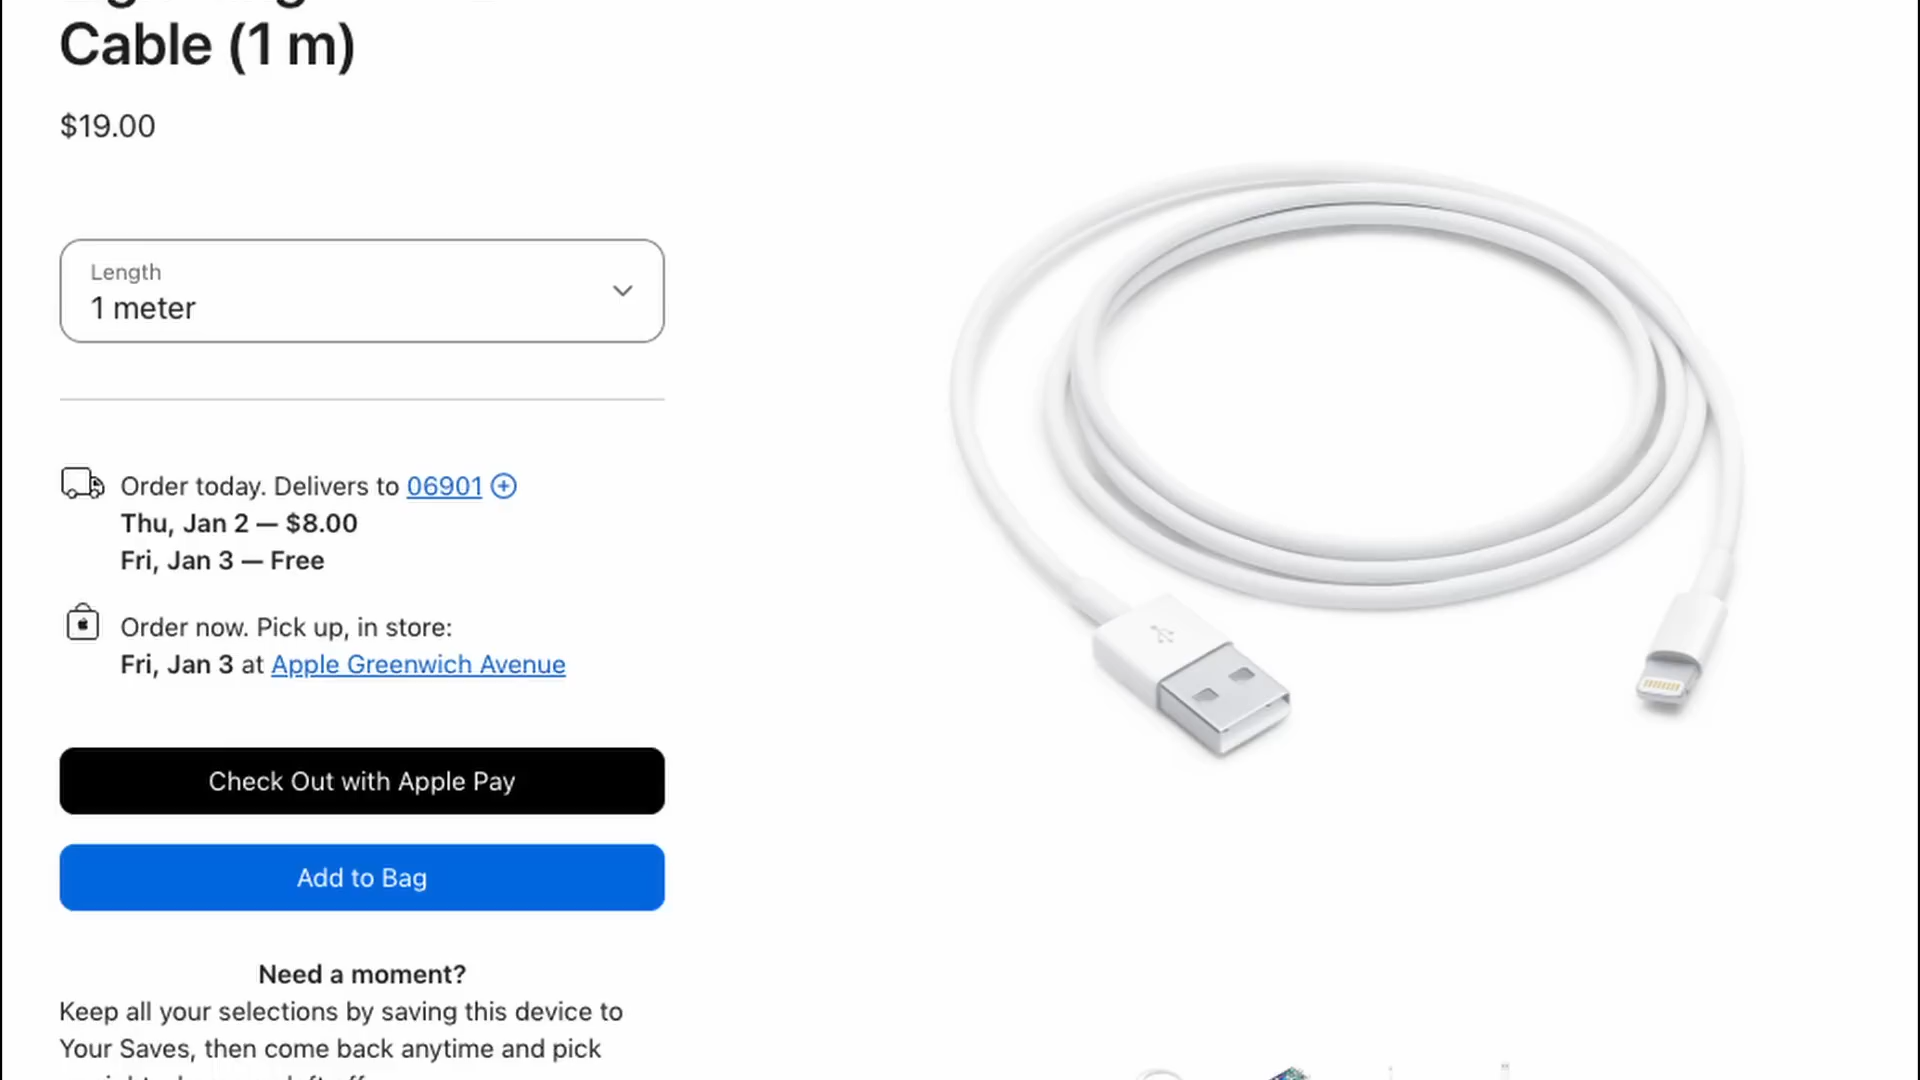 Cable (1 m)
$19.00
Length
1 meter
Order today. Delivers to 06901
Thu, Jan 2 — $8.00
Fri, Jan 3 — Free
Order now. Pick up, in store:
Fri, Jan 3 at Apple Greenwich Avenue
Check Out with Apple Pay
Add to Bag
Need a moment?
Keep all your selections by saving this device to
Your Saves, then come back anytime and pick